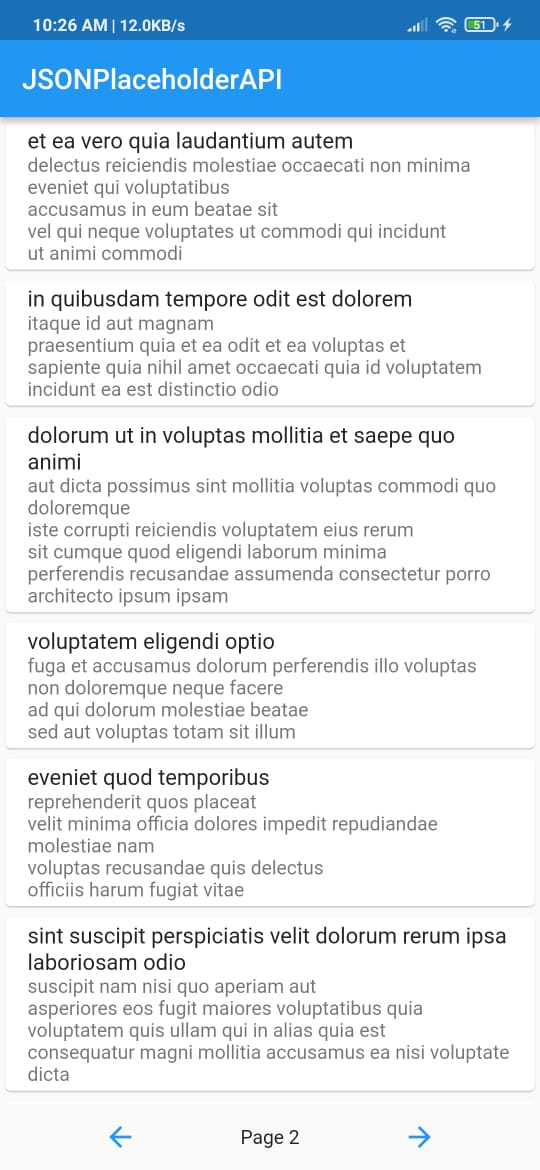 10:26 AM | 12.0KB/s
51
JSONPlaceholderAPI
et ea vero quia laudantium autem
delectus reiciendis molestiae occaecati non minima
eveniet qui voluptatibus
accusamus in eum beatae sit
vel qui neque voluptates ut commodi qui incidunt
ut animi commodi
in quibusdam tempore odit est dolorem
itaque id aut magnam
praesentium quia et ea odit et ea voluptas et
sapiente quia nihil amet occaecati quia id voluptatem
incidunt ea est distinctio odio
dolorum ut in voluptas mollitia et saepe quo
animi
aut dicta possimus sint mollitia voluptas commodi quo
doloremque
iste corrupti reiciendis voluptatem eius rerum
sit cumque quod eligendi laborum minima
perferendis recusandae assumenda consectetur porro
architecto ipsum ipsam
voluptatem eligendi optio
fuga et accusamus dolorum perferendis illo voluptas
non doloremque neque facere
ad qui dolorum molestiae beatae
sed aut voluptas totam sit illum
eveniet quod temporibus
reprehenderit quos placeat
velit minima officia dolores impedit repudiandae
molestiae nam
voluptas recusandae quis delectus
officiis harum fugiat vitae
sint suscipit perspiciatis velit dolorum rerum ipsa
laboriosam odio
suscipit nam nisi quo aperiam aut
asperiores eos fugit maiores voluptatibus quia
voluptatem quis ullam qui in alias quia est
consequatur magni mollitia accusamus ea nisi voluptate
dicta
Page 2